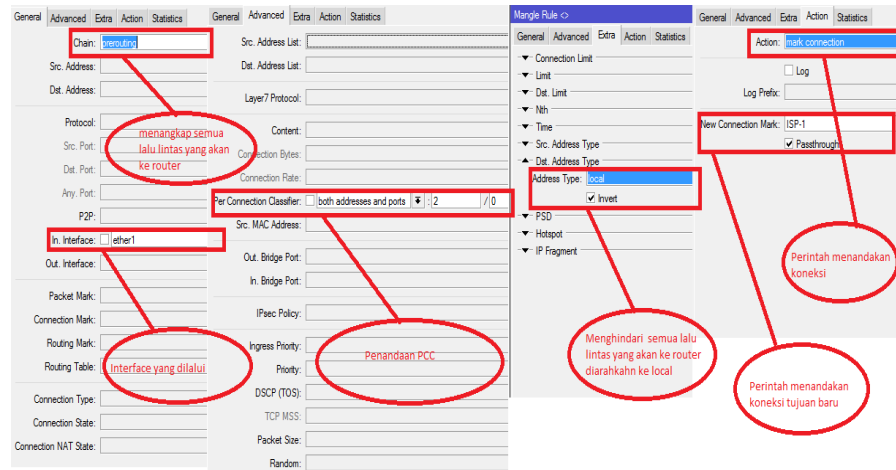 General Advanced Extra Action Statistics
Chain: prerouting
Src. Address:
Dst. Address:
menangkap semua
lalu lintas yang akan
ke router
Protocol:
Src. Port:
Dst. Port:
Any. Port:
P2P:
In. Interface: ether1
Out. Interface:
Packet Mark:
Connection Mark:
Routing Mark:
Routing Table:
Interface yang dilalui
Connection Type:
Connection State:
Connection NAT State:
General Advanced Extra Action Statistics
Src. Address List:
Dst. Address List:
Layer7 Protocol:
Content:
Connection Bytes:
Connection Rate:
Per Connection Classifier: both addresses and ports : 2 / 0
Src. MAC Address:
Out. Bridge Port:
In. Bridge Port:
IPsec Policy:
Ingress Priority:
Priority:
Penandaan PCC
DSCP (TOS):
TCP MSS:
Packet Size:
Random:
Mangle Rule <>
General Advanced Extra Action Statistics
Connection Limit
Limit
Dst. Limit
Nth
Time
Src. Address Type
Dst. Address Type
Address Type: local
Invert
PSD
Hotspot
IP Fragment
Menghindari semua lalu
lintas yang akan ke router
diarahkahn ke local
General Advanced Extra Action Statistics
Action: mark connection
Log
Log Prefix:
New Connection Mark: ISP-1
Passthrough
Perintah menandakan
koneksi
Perintah menandakan
koneksi tujuan baru